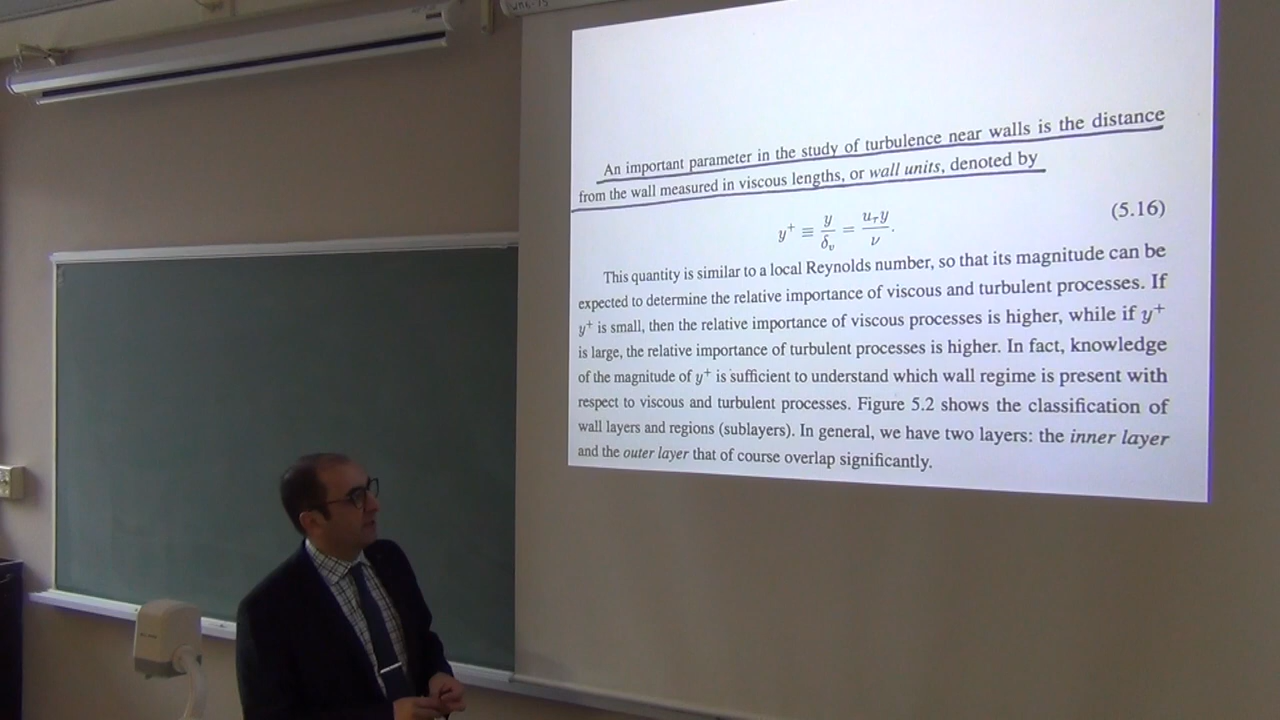 An important parameter in the study of turbulence near walls is the distance
from the wall measured in viscous lengths, or wall units, denoted by
y⁺ ≡ y/δᵥ = u_τy/ν. (5.16)
This quantity is similar to a local Reynolds number, so that its magnitude can be
expected to determine the relative importance of viscous and turbulent processes. If
y⁺ is small, then the relative importance of viscous processes is higher, while if y⁺
is large, the relative importance of turbulent processes is higher. In fact, knowledge
of the magnitude of y⁺ is sufficient to understand which wall regime is present with
respect to viscous and turbulent processes. Figure 5.2 shows the classification of
wall layers and regions (sublayers). In general, we have two layers: the inner layer
and the outer layer that of course overlap significantly.